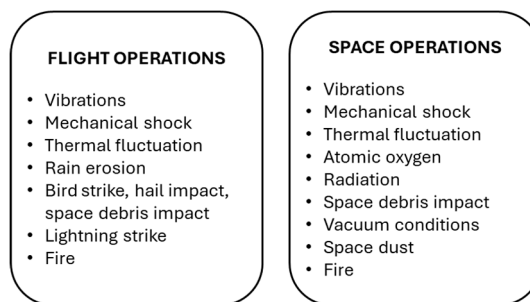 FLIGHT OPERATIONS
• Vibrations
• Mechanical shock
• Thermal fluctuation
• Rain erosion
• Bird strike, hail impact,
space debris impact
• Lightning strike
• Fire
SPACE OPERATIONS
• Vibrations
• Mechanical shock
• Thermal fluctuation
• Atomic oxygen
• Radiation
• Space debris impact
• Vacuum conditions
• Space dust
• Fire